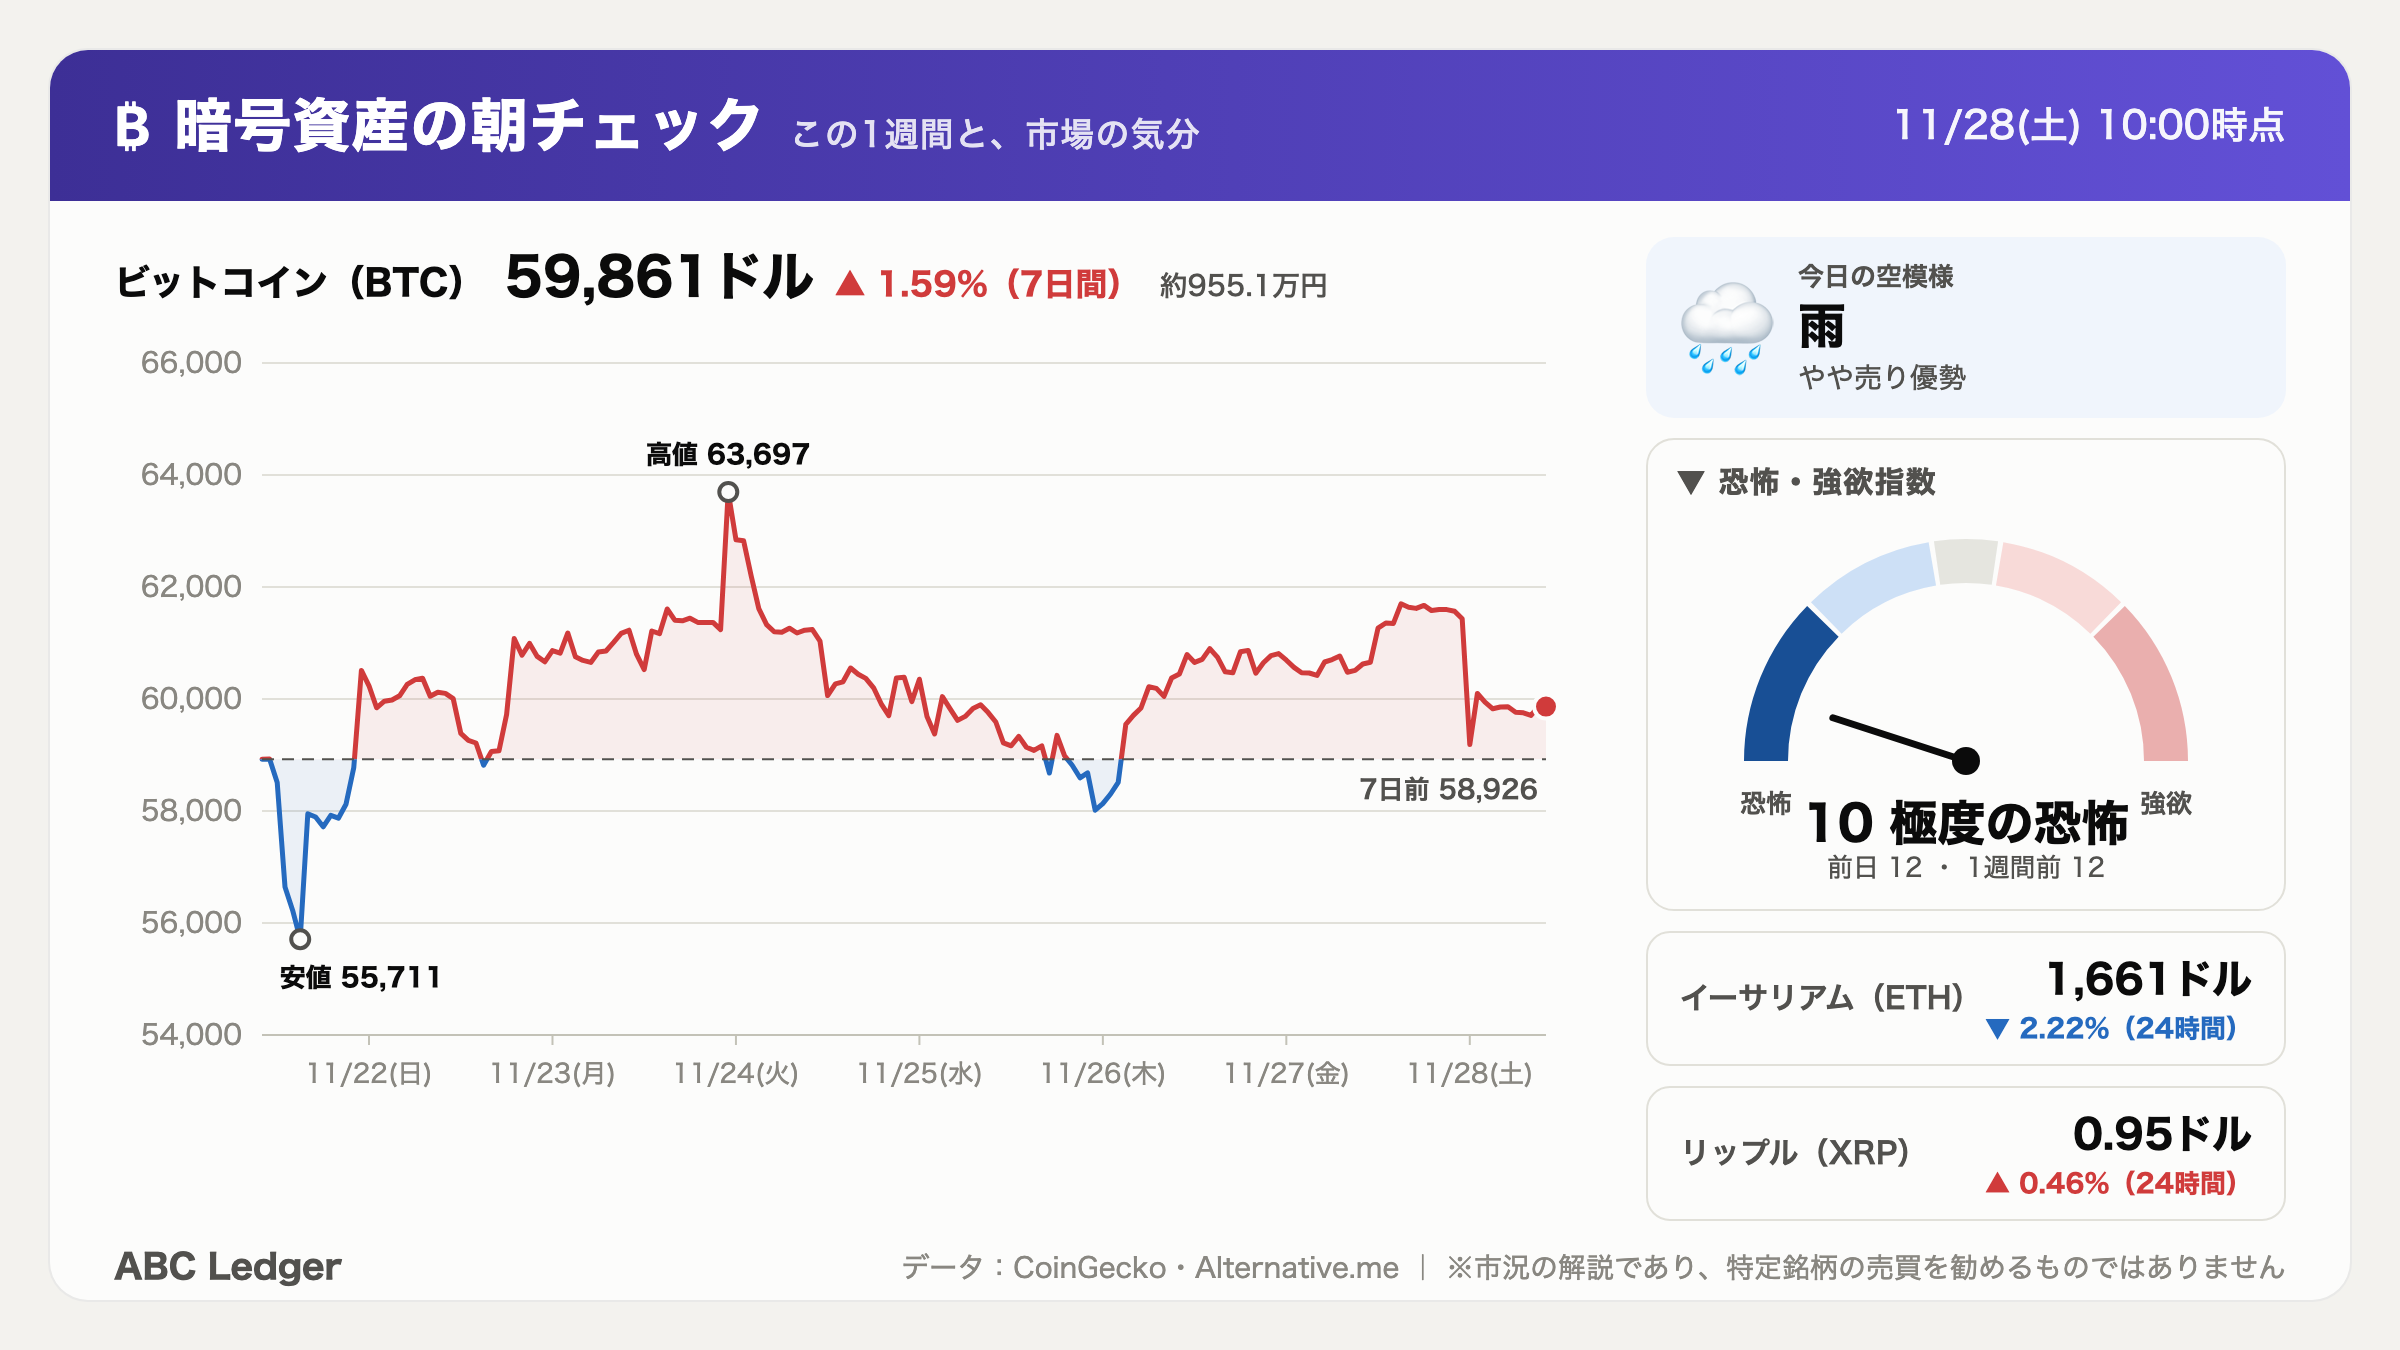 ₿ 暗号資産の朝チェック この1週間と、市場の気分
11/28(土) 10:00時点
ビットコイン（BTC） 59,861ドル ▲ 1.59%（7日間） 約955.1万円
66,000
64,000
62,000
60,000
58,000
56,000
54,000
高値 63,697
安値 55,711
7日前 58,926
11/22(日) 11/23(月) 11/24(火) 11/25(水) 11/26(木) 11/27(金) 11/28(土)
今日の空模様
雨
やや売り優勢
▼ 恐怖・強欲指数
恐怖 10 極度の恐怖 強欲
前日 12 ・ 1週間前 12
イーサリアム（ETH） 1,661ドル
▼ 2.22%（24時間）
リップル（XRP） 0.95ドル
▲ 0.46%（24時間）
ABC Ledger
データ：CoinGecko・Alternative.me ｜ ※市況の解説であり、特定銘柄の売買を勧めるものではありません